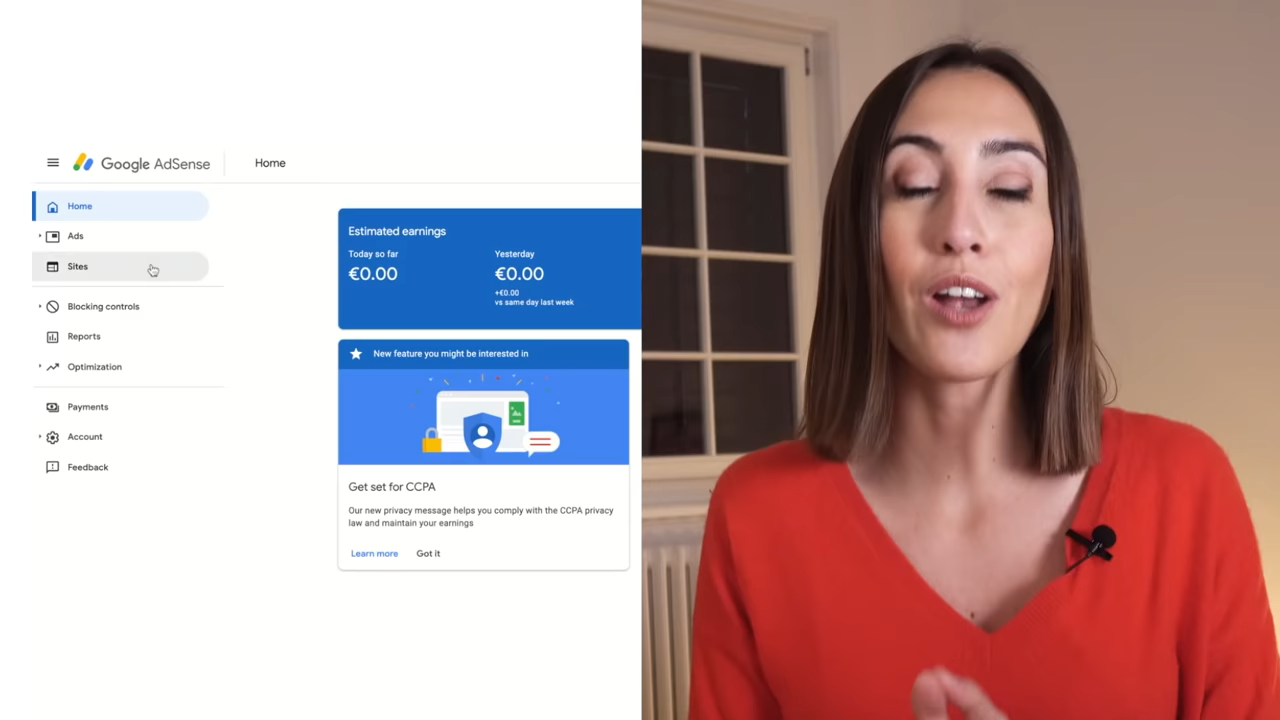 Google AdSense
Home
Home
Ads
Sites
Blocking controls
Reports
Optimization
Payments
Account
Feedback
Estimated earnings
Today so far
€0.00
Yesterday
€0.00
+€0.00
vs same day last week
New feature you might be interested in
Get set for CCPA
Our new privacy message helps you comply with the CCPA privacy
law and maintain your earnings
Learn more
Got it